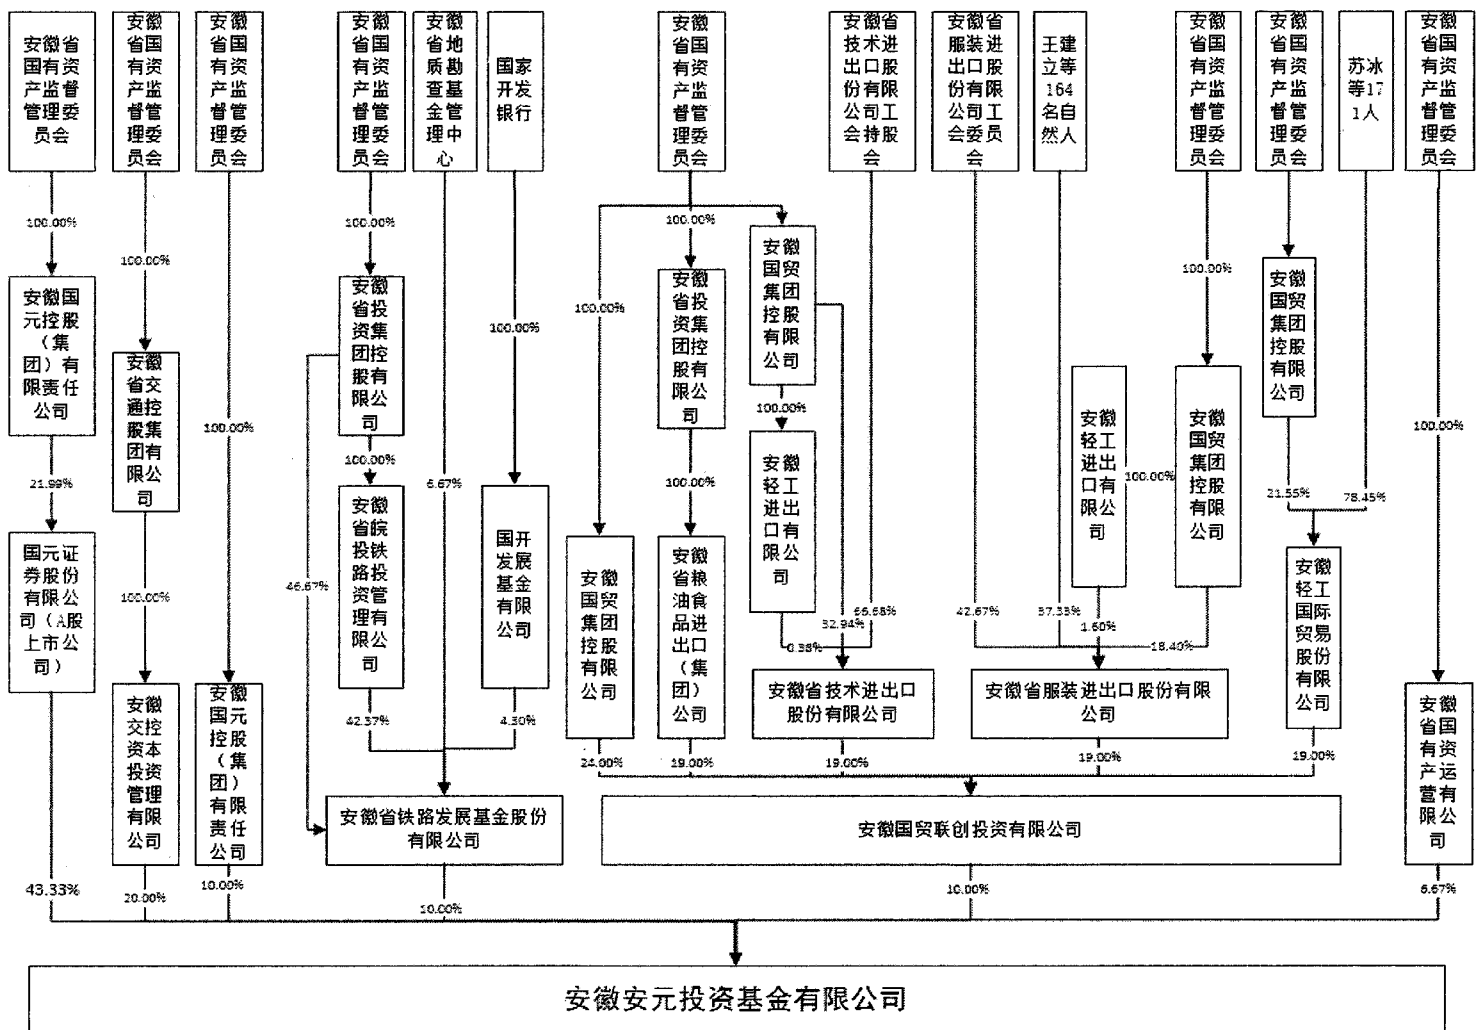 安徽省
国有资
产监督
管理委
员会
安徽
省国
有资
产监
督管
理委
员会
安徽
省国
有资
产监
督管
理委
员会
安徽
省国
有资
产监
督管
理委
员会
安徽
省地
质勘
查基
金管
理中
心
国家
开发
银行
安徽
省国
有资
产监
督管
理委
员会
安徽省
技术进
出口股
份有限
公司工
会持股
会
安徽省
服装进
出口股
份有限
公司工
会委员
会
王建
立等
164
名自
然人
安徽
省国
有资
产监
督管
理委
员会
安徽
省国
有资
产监
督管
理委
员会
苏冰
等17
1人
安徽
省国
有资
产监
督管
理委
员会
100.00%
100.00%
100.00%
100.00%
100.00%
100.00%
100.00%
100.00%
100.00%
100.00%
安徽国
元控股
（集
团）有
限责任
公司
安徽
省交
通控
股集
团有
限公
司
安徽
省投
资集
团控
股有
限公
司
安徽
省投
资集
团控
股有
限公
司
安徽
国贸
集团
控股
有限
公司
安徽
国贸
集团
控股
有限
公司
21.99%
100.00%
100.00%
6.67%
100.00%
100.00%
安徽
轻工
进出
口有
限公
司
安徽
轻工
进出
口有
限公
司
100.00%
安徽
国贸
集团
控股
有限
公司
21.55%
78.45%
国元证
券股份
有限公
司（A股
上市公
司）
46.67%
安徽
省皖
投铁
路投
资管
理有
限公
司
国开
发展
基金
有限
公司
安徽
国贸
集团
控股
有限
公司
安徽
省粮
油食
品进
出口
（集
团）
公司
0.38%
32.94%
66.68%
42.67%
37.33%
1.60%
18.40%
安徽
轻工
国际
贸易
股份
有限
公司
安徽
交控
资本
投资
管理
有限
公司
安徽
国元
控股
（集
团）
有限
责任
公司
42.37%
4.30%
安徽省技术进出口
股份有限公司
安徽省服装进出口股份有限
公司
安徽
省国
有资
产运
营有
限公
司
24.00%
19.00%
19.00%
19.00%
19.00%
安徽省铁路发展基金股份
有限公司
安徽国贸联创投资有限公司
43.33%
20.00%
10.00%
10.00%
10.00%
6.67%
安徽安元投资基金有限公司